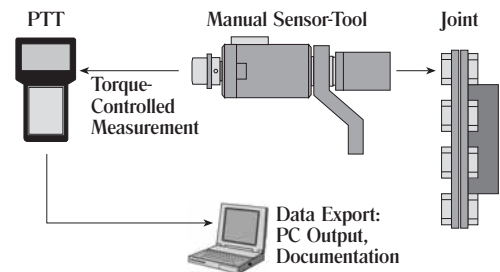 PTT
Manual Sensor-Tool
Joint
Torque-
Controlled
Measurement
Data Export:
PC Output,
Documentation